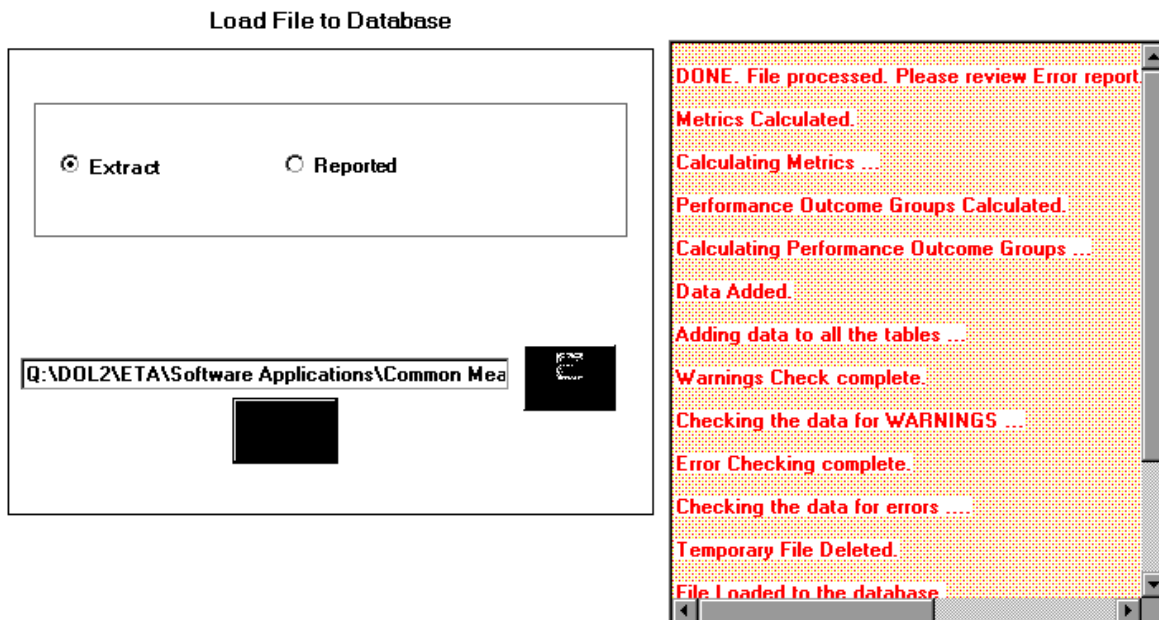 Load File to Database
Extract
Reported
Q:\DOL2\ETA\Software Applications\Common Mea
DONE. File processed. Please review Error report.
Metrics Calculated.
Calculating Metrics ...
Performance Outcome Groups Calculated.
Calculating Performance Outcome Groups ...
Data Added.
Adding data to all the tables ...
Warnings Check complete.
Checking the data for WARNINGS ...
Error Checking complete.
Checking the data for errors ....
Temporary File Deleted.
File Loaded to the database